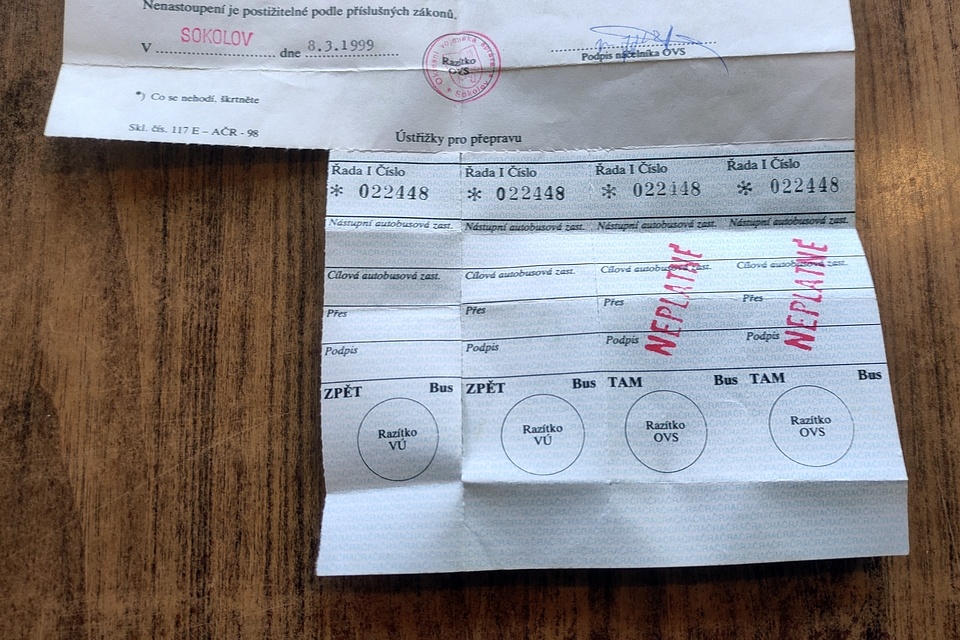 Nenastoupení je postižitelné podle příslušných zákonů.
V SOKOLOV dne 8.3.1999
Podpis náčelníka OVS
Razítko
OVS
*) Co se nehodí, škrtněte
Skl. čís. 117 E – AČR - 98
Ústřižky pro přepravu
Řada I Číslo Řada I Číslo Řada I Číslo Řada I Číslo
* 022448 * 022448 * 022448 * 022448
Nástupní autobusová zast. Nástupní autobusová zast. Nástupní autobusová zast. Nástupní autobusová zast.
Cílová autobusová zast. Cílová autobusová zast. Cílová autobusová zast. Cílová autobusová zast.
Přes Přes Přes Přes
Podpis Podpis Podpis Podpis
NEPLATNÉ NEPLATNÉ
ZPĚT Bus ZPĚT Bus TAM Bus TAM Bus
Razítko Razítko Razítko Razítko
VÚ VÚ OVS OVS